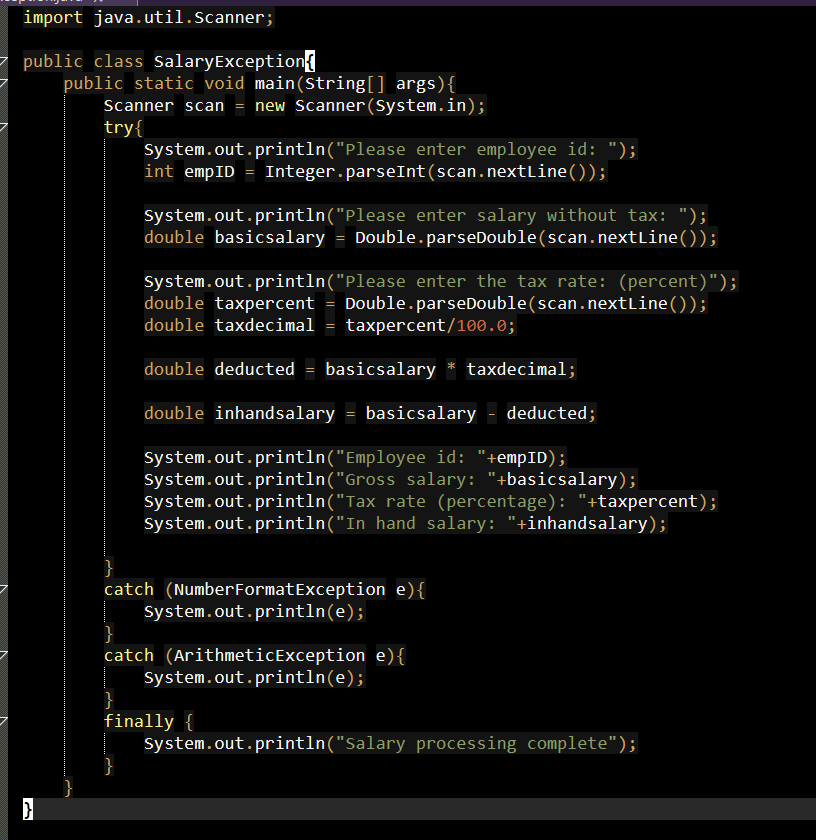 import java.util.Scanner;
public class SalaryException{
public static void main(String[] args){
Scanner scan = new Scanner(System.in);
try{
System.out.println("Please enter employee id: ");
int empID = Integer.parseInt(scan.nextLine());
System.out.println("Please enter salary without tax: ");
double basicsalary = Double.parseDouble(scan.nextLine());
System.out.println("Please enter the tax rate: (percent)");
double taxpercent = Double.parseDouble(scan.nextLine());
double taxdecimal = taxpercent/100.0;
double deducted = basicsalary * taxdecimal;
double inhandsalary = basicsalary - deducted;
System.out.println("Employee id: "+empID);
System.out.println("Gross salary: "+basicsalary);
System.out.println("Tax rate (percentage): "+taxpercent);
System.out.println("In hand salary: "+inhandsalary);
}
catch (NumberFormatException e){
System.out.println(e);
}
catch (ArithmeticException e){
System.out.println(e);
}
finally {
System.out.println("Salary processing complete");
}
}
}